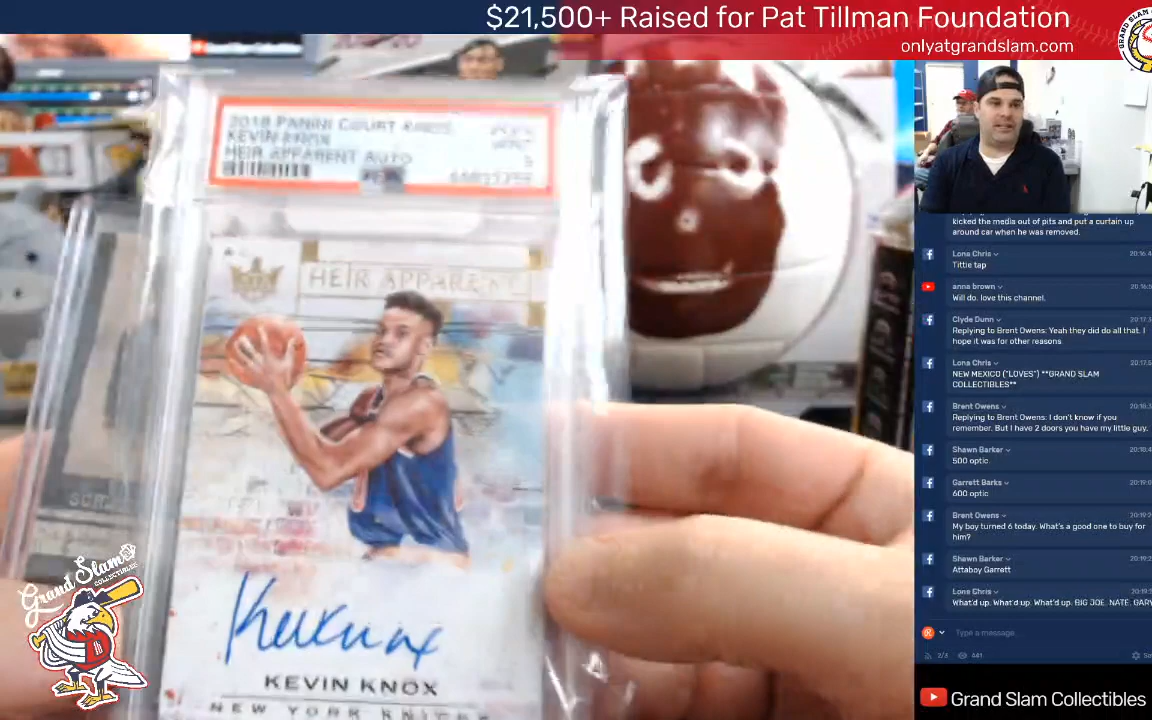 $21,500+ Raised for Pat Tillman Foundation
onlyatgrandslam.com
2018 PANINI COURT KINGS
KEVIN KNOX
HEIR APPARENT AUTO
MINT
9
PSA
HEIR APPARENT
KEVIN KNOX
NEW YORK KNICKS
Grand Slam
COLLECTIBLES
kicked the media out of pits and put a curtain up
around car when he was removed.
Lona Chris
Tittie tap
anna brown
Will do. love this channel.
Clyde Dunn
Replying to Brent Owens: Yeah they did do all that. I
hope it was for other reasons
Lona Chris
NEW MEXICO ("LOVES") **GRAND SLAM
COLLECTIBLES**
Brent Owens
Replying to Brent Owens: I don't know if you
remember. But I have 2 doors you have my little guy.
Shawn Barker
500 optic
Garrett Barks
600 optic
Brent Owens
My boy turned 6 today. What's a good one to buy for
him?
Shawn Barker
Attaboy Garrett
Lona Chris
What'd up. What'd up. What'd up. BIG JOE. NATE. GARY
Type a message.
3/3 441
Grand Slam Collectibles